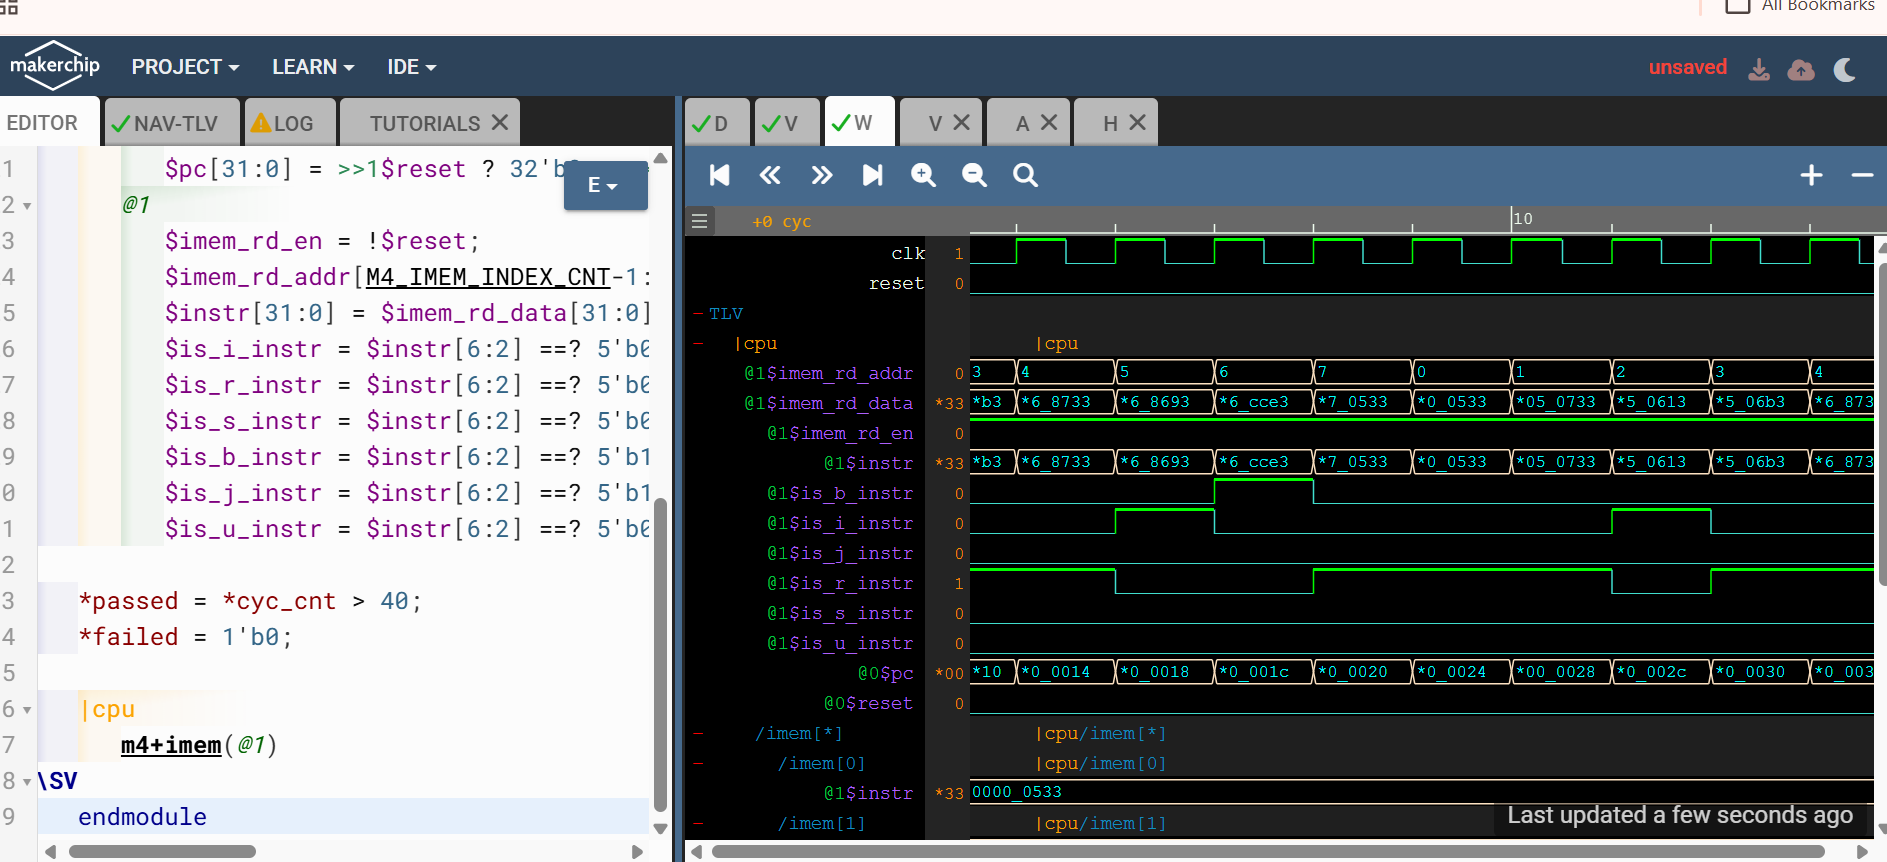 All Bookmarks
makerchip PROJECT LEARN IDE unsaved
EDITOR NAV-TLV LOG TUTORIALS D V W V A H
E
1 $pc[31:0] = >>1$reset ? 32'b
2 @1
3 $imem_rd_en = !$reset;
4 $imem_rd_addr[M4_IMEM_INDEX_CNT-1:
5 $instr[31:0] = $imem_rd_data[31:0]
6 $is_i_instr = $instr[6:2] ==? 5'b0
7 $is_r_instr = $instr[6:2] ==? 5'b0
8 $is_s_instr = $instr[6:2] ==? 5'b0
9 $is_b_instr = $instr[6:2] ==? 5'b1
0 $is_j_instr = $instr[6:2] ==? 5'b1
1 $is_u_instr = $instr[6:2] ==? 5'b0
2
3 *passed = *cyc_cnt > 40;
4 *failed = 1'b0;
5
6 |cpu
7 m4+imem(@1)
8 \SV
9 endmodule
+0 cyc 10
clk 1
reset 0
TLV
|cpu |cpu
@1$imem_rd_addr 0 3 4 5 6 7 0 1 2 3 4
@1$imem_rd_data *33 *b3 *6_8733 *6_8693 *6_cce3 *7_0533 *0_0533 *05_0733 *5_0613 *5_06b3 *6_873
@1$imem_rd_en 0
@1$instr *33 *b3 *6_8733 *6_8693 *6_cce3 *7_0533 *0_0533 *05_0733 *5_0613 *5_06b3 *6_873
@1$is_b_instr 0
@1$is_i_instr 0
@1$is_j_instr 0
@1$is_r_instr 1
@1$is_s_instr 0
@1$is_u_instr 0
@0$pc *00 *10 *0_0014 *0_0018 *0_001c *0_0020 *0_0024 *00_0028 *0_002c *0_0030 *0_003
@0$reset 0
/imem[*] |cpu/imem[*]
/imem[0] |cpu/imem[0]
@1$instr *33 0000_0533
/imem[1] |cpu/imem[1]
Last updated a few seconds ago